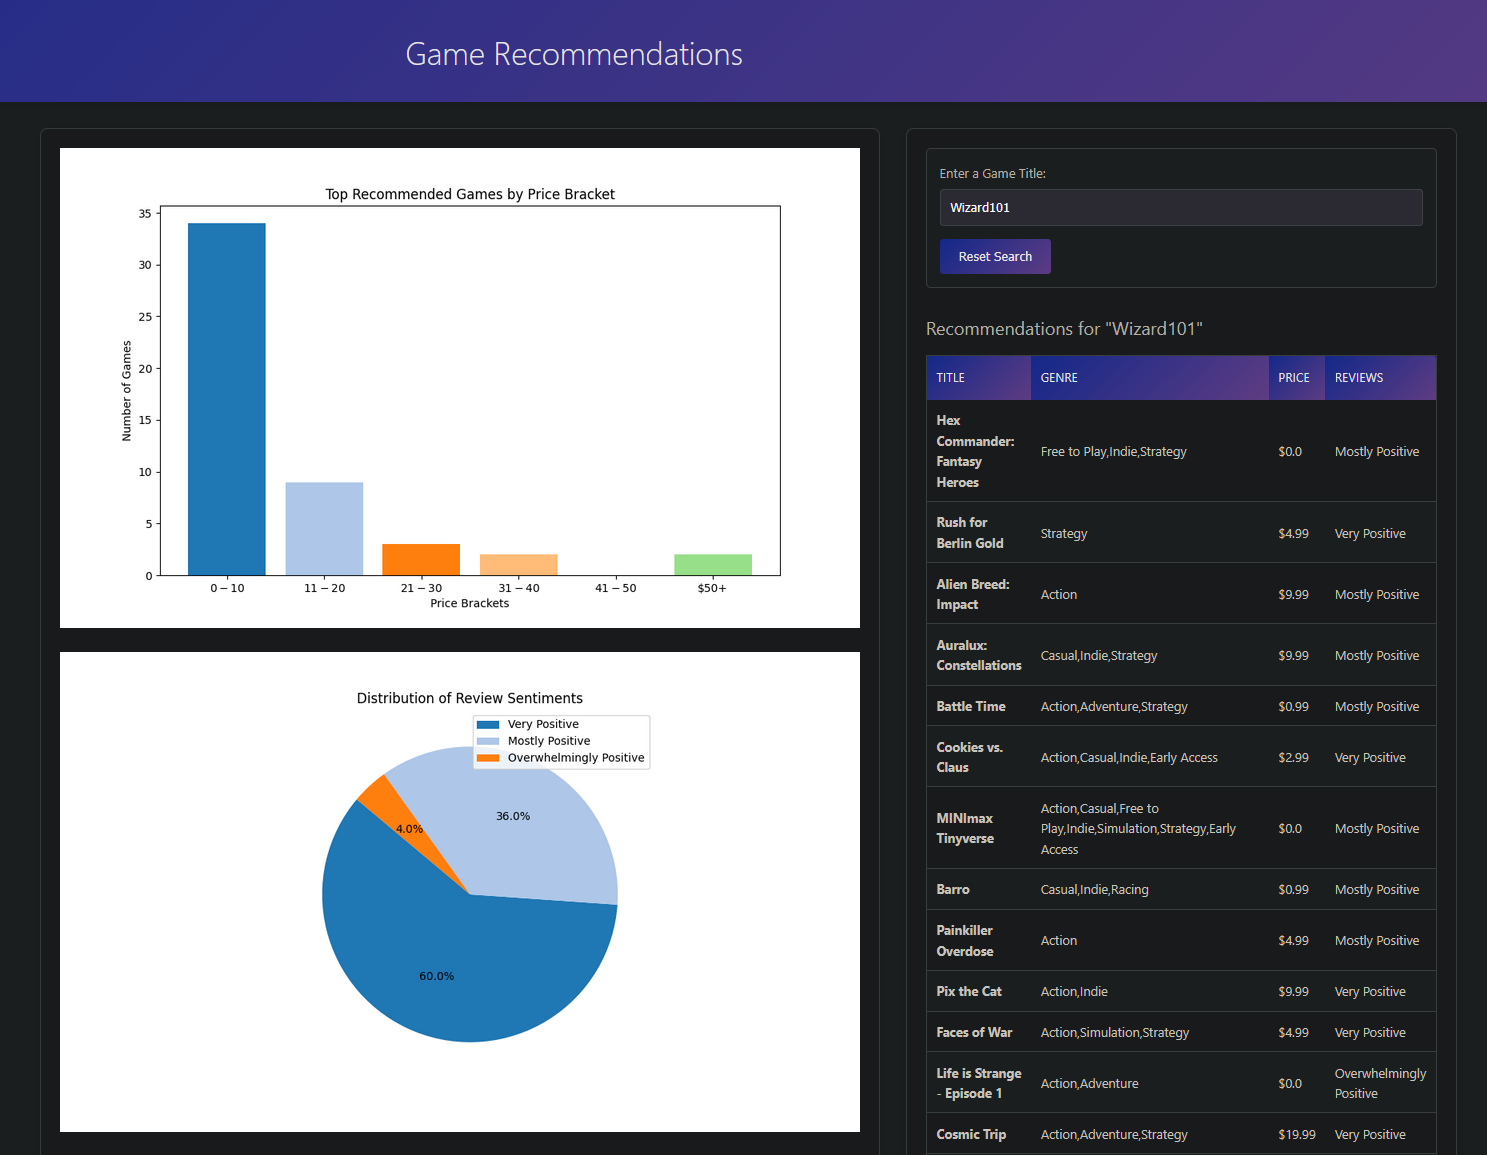 Game Recommendations
Top Recommended Games by Price Bracket
35
30
25
20
15
10
5
0
Number of Games
0 − 10
11 − 20
21 − 30
31 − 40
41 − 50
$50+
Price Brackets
Distribution of Review Sentiments
Very Positive
Mostly Positive
Overwhelmingly Positive
36.0%
4.0%
60.0%
Enter a Game Title:
Wizard101
Reset Search
Recommendations for "Wizard101"
TITLE GENRE PRICE REVIEWS
Hex
Commander:
Fantasy
Heroes
Free to Play,Indie,Strategy
$0.0
Mostly Positive
Rush for
Berlin Gold
Strategy
$4.99
Very Positive
Alien Breed:
Impact
Action
$9.99
Mostly Positive
Auralux:
Constellations
Casual,Indie,Strategy
$9.99
Mostly Positive
Battle Time
Action,Adventure,Strategy
$0.99
Mostly Positive
Cookies vs.
Claus
Action,Casual,Indie,Early Access
$2.99
Very Positive
MINImax
Tinyverse
Action,Casual,Free to
Play,Indie,Simulation,Strategy,Early
Access
$0.0
Mostly Positive
Barro
Casual,Indie,Racing
$0.99
Mostly Positive
Painkiller
Overdose
Action
$4.99
Mostly Positive
Pix the Cat
Action,Indie
$9.99
Very Positive
Faces of War
Action,Simulation,Strategy
$4.99
Very Positive
Life is Strange
- Episode 1
Action,Adventure
$0.0
Overwhelmingly
Positive
Cosmic Trip
Action,Adventure,Strategy
$19.99
Very Positive